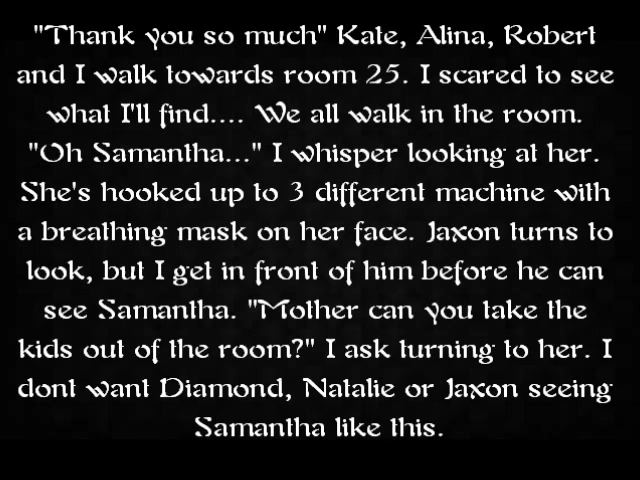 "Thank you so much" Kate, Alina, Robert
and I walk towards room 25. I scared to see
what I'll find.... We all walk in the room.
"Oh Samantha..." I whisper looking at her.
She's hooked up to 3 different machine with
a breathing mask on her face. Jaxon turns to
look, but I get in front of him before he can
see Samantha. "Mother can you take the
kids out of the room?" I ask turning to her. I
dont want Diamond, Natalie or Jaxon seeing
Samantha like this.